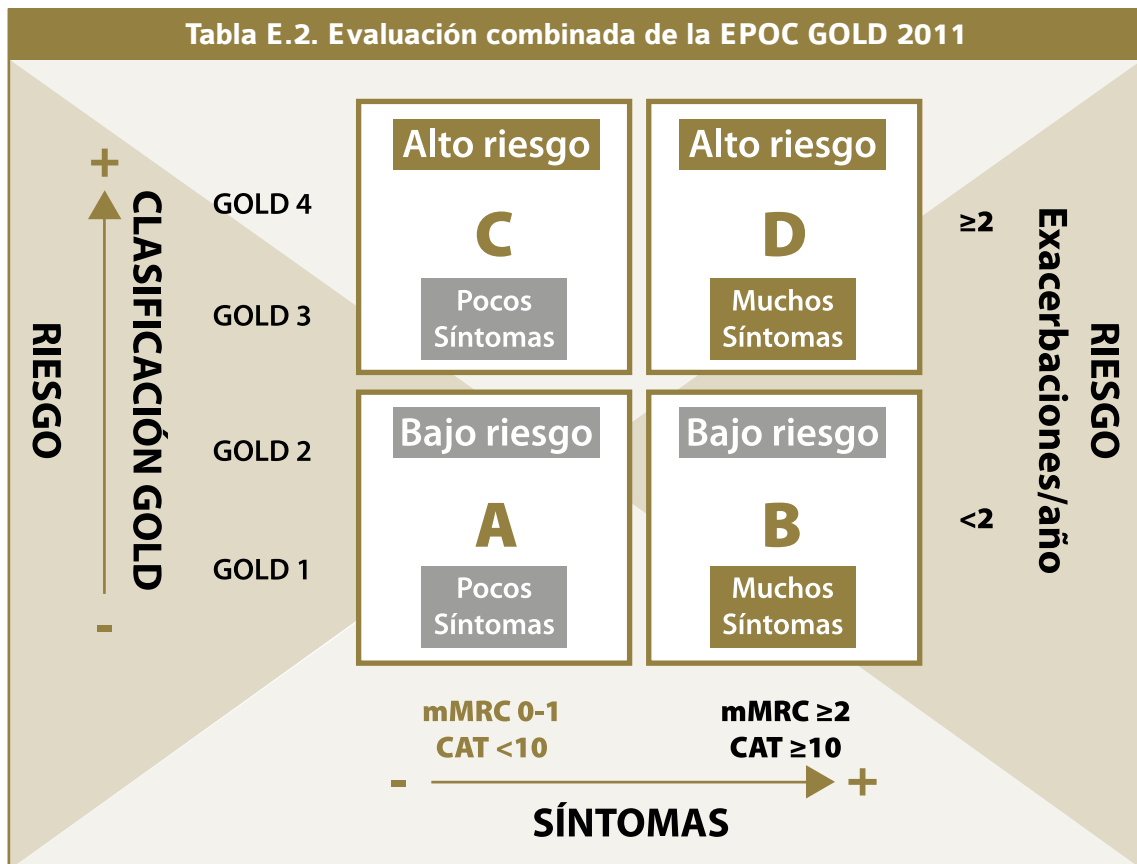 Tabla E.2. Evaluación combinada de la EPOC GOLD 2011
RIESGO
CLASIFICACIÓN GOLD
+
-
GOLD 4
GOLD 3
GOLD 2
GOLD 1
Alto riesgo
C
Pocos
Síntomas
Alto riesgo
D
Muchos
Síntomas
Bajo riesgo
A
Pocos
Síntomas
Bajo riesgo
B
Muchos
Síntomas
≥2
<2
Exacerbaciones/año
RIESGO
mMRC 0-1
CAT <10
mMRC ≥2
CAT ≥10
-
+
SÍNTOMAS